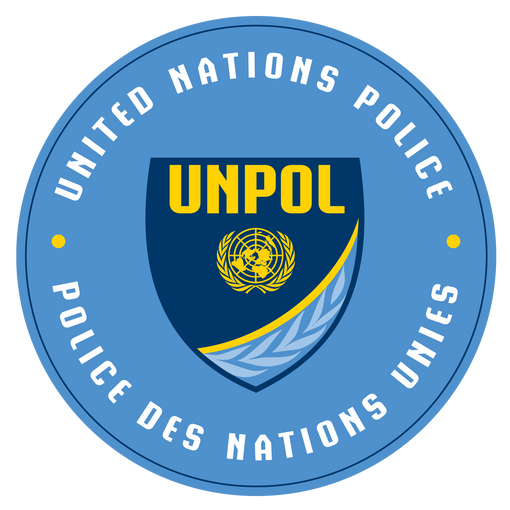 UNITED NATIONS POLICE
UNPOL
POLICE DES NATIONS UNIES